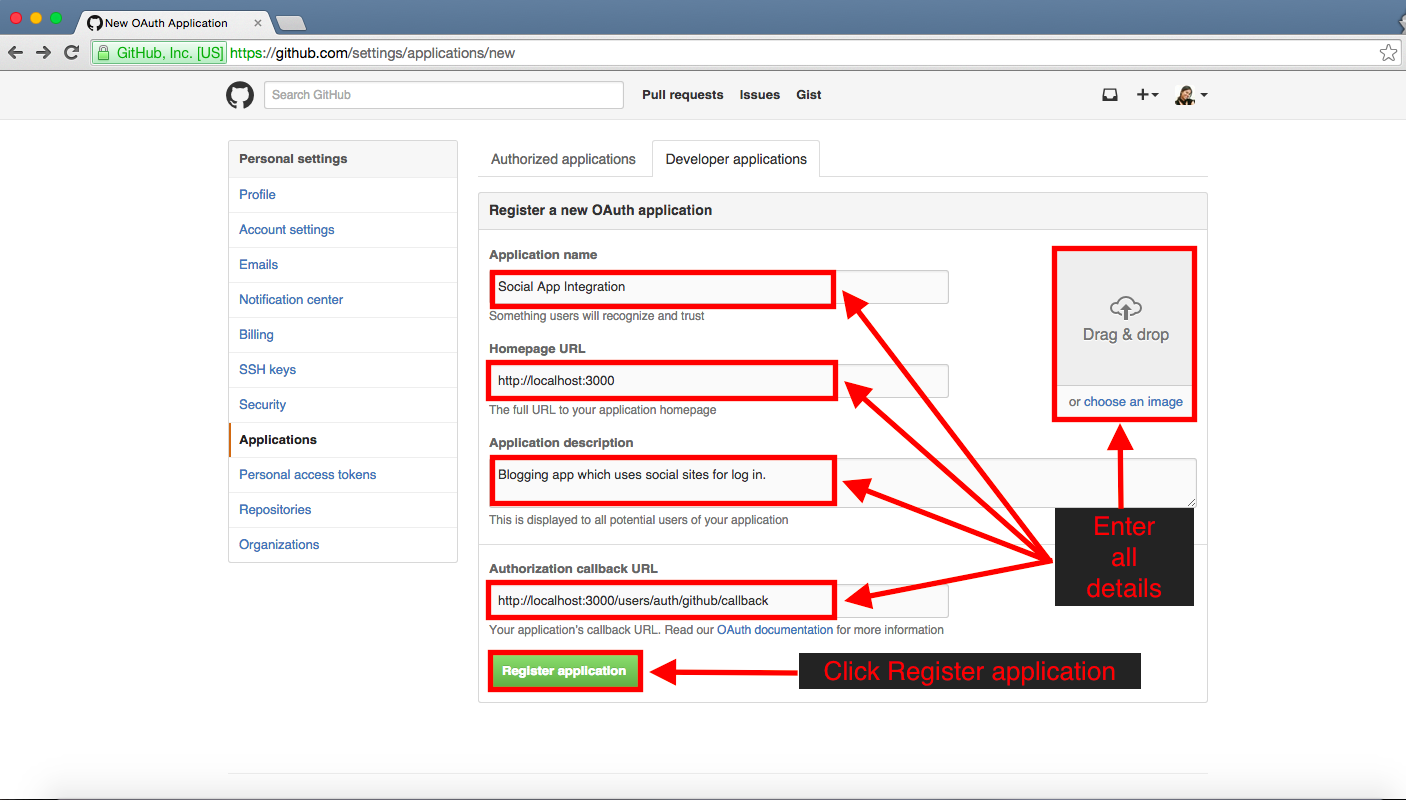 New OAuth Application
GitHub, Inc. [US] https://github.com/settings/applications/new
Search GitHub
Pull requests Issues Gist
Personal settings
Profile
Account settings
Emails
Notification center
Billing
SSH keys
Security
Applications
Personal access tokens
Repositories
Organizations
Authorized applications Developer applications
Register a new OAuth application
Application name
Social App Integration
Something users will recognize and trust
Homepage URL
http://localhost:3000
The full URL to your application homepage
Application description
Blogging app which uses social sites for log in.
This is displayed to all potential users of your application
Drag & drop
or choose an image
Enter
all
details
Authorization callback URL
http://localhost:3000/users/auth/github/callback
Your application's callback URL. Read our OAuth documentation for more information
Register application
Click Register application